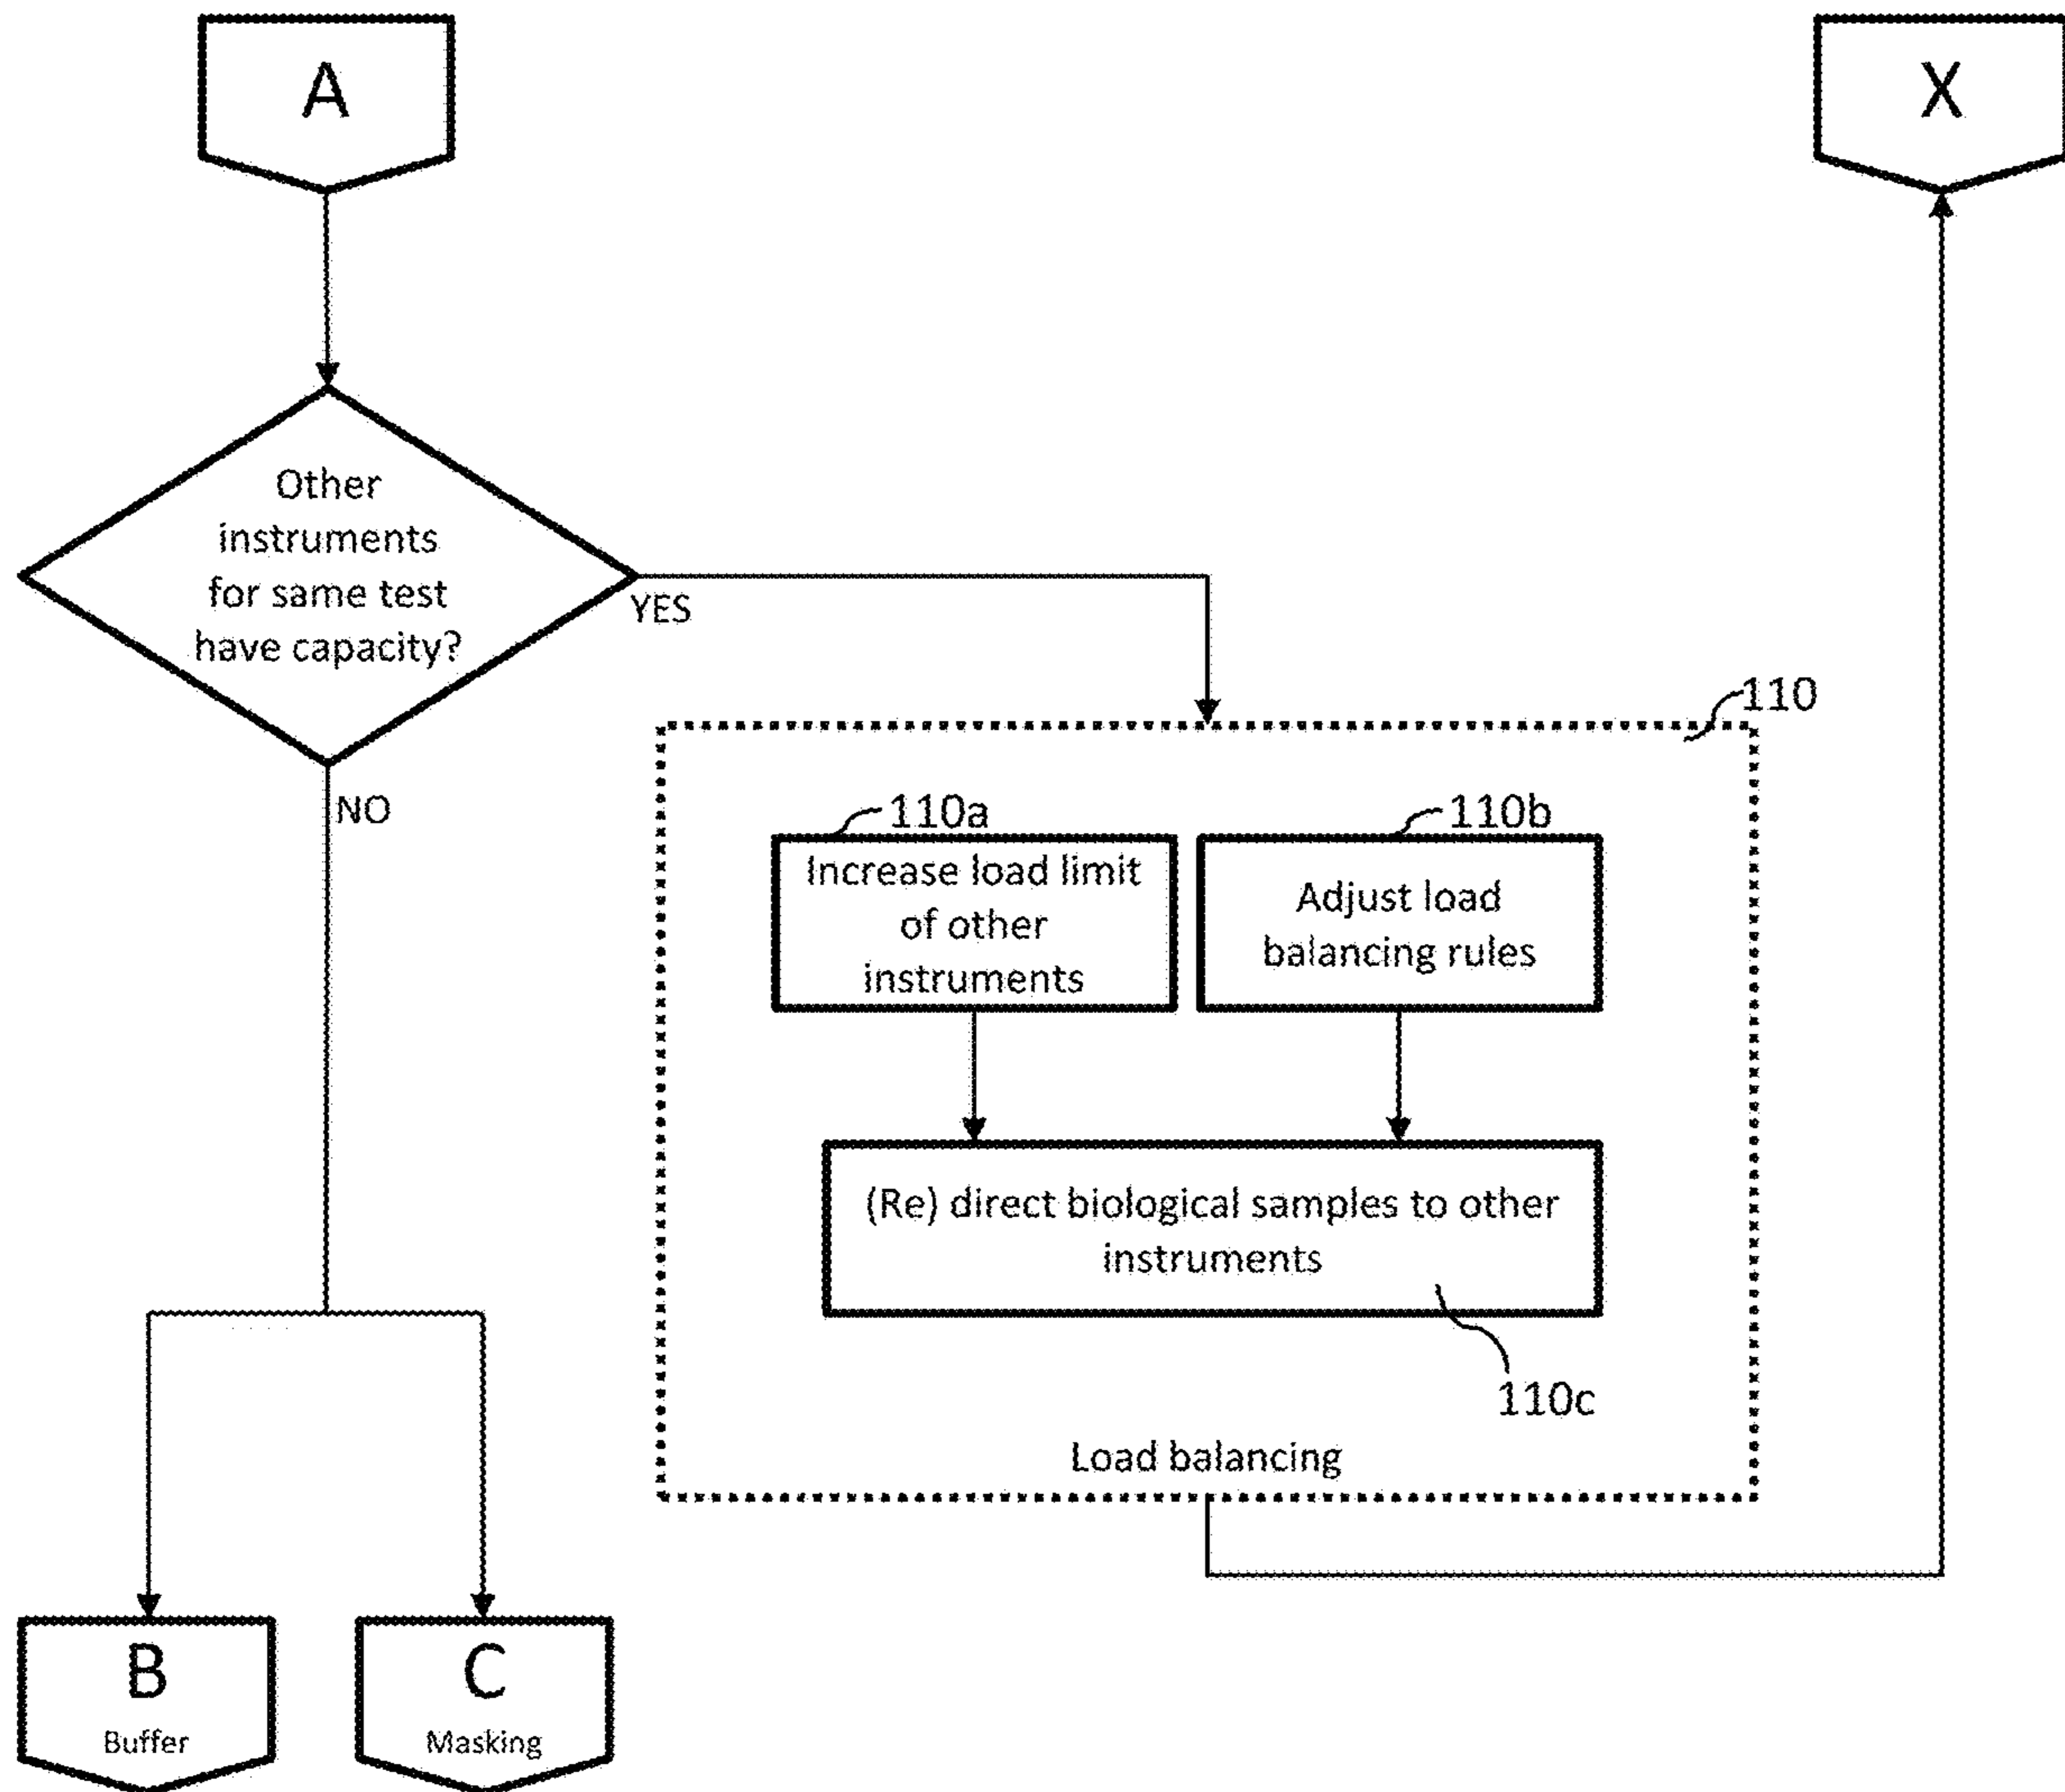 A
X
Other
instruments
for same test
have capacity?
YES
NO
110
110a
110b
Increase load limit
of other
instruments
Adjust load
balancing rules
(Re) direct biological samples to other
instruments
110c
Load balancing
B
Buffer
C
Masking